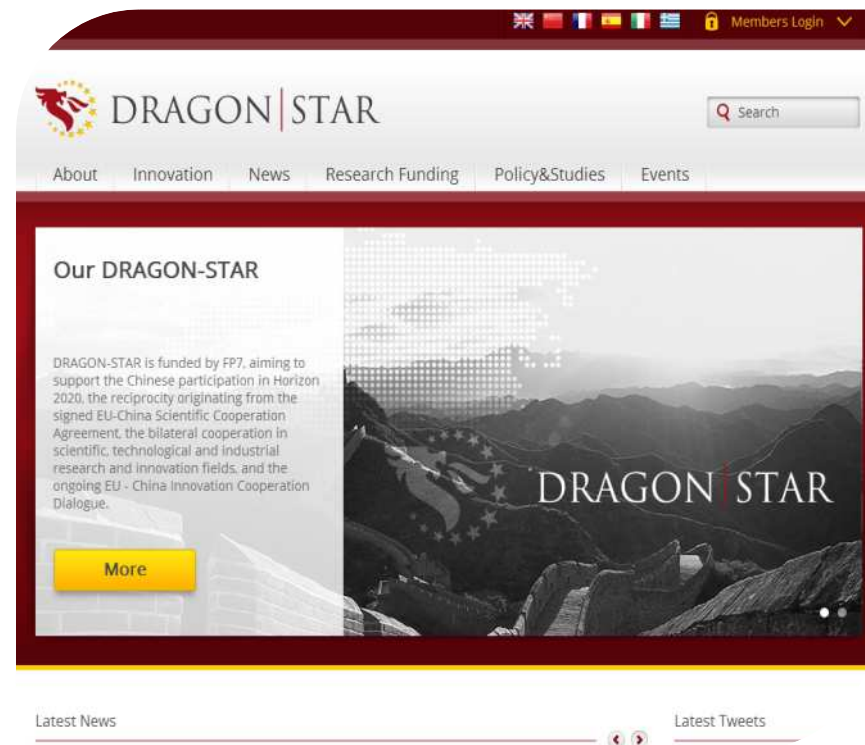 Members Login
DRAGON STAR
Search
About Innovation News Research Funding Policy&Studies Events
Our DRAGON-STAR
DRAGON-STAR is funded by FP7, aiming to
support the Chinese participation in Horizon
2020, the reciprocity originating from the
signed EU-China Scientific Cooperation
Agreement, the bilateral cooperation in
scientific, technological and industrial
research and innovation fields, and the
ongoing EU - China Innovation Cooperation
Dialogue.
More
DRAGON STAR
Latest News
Latest Tweets